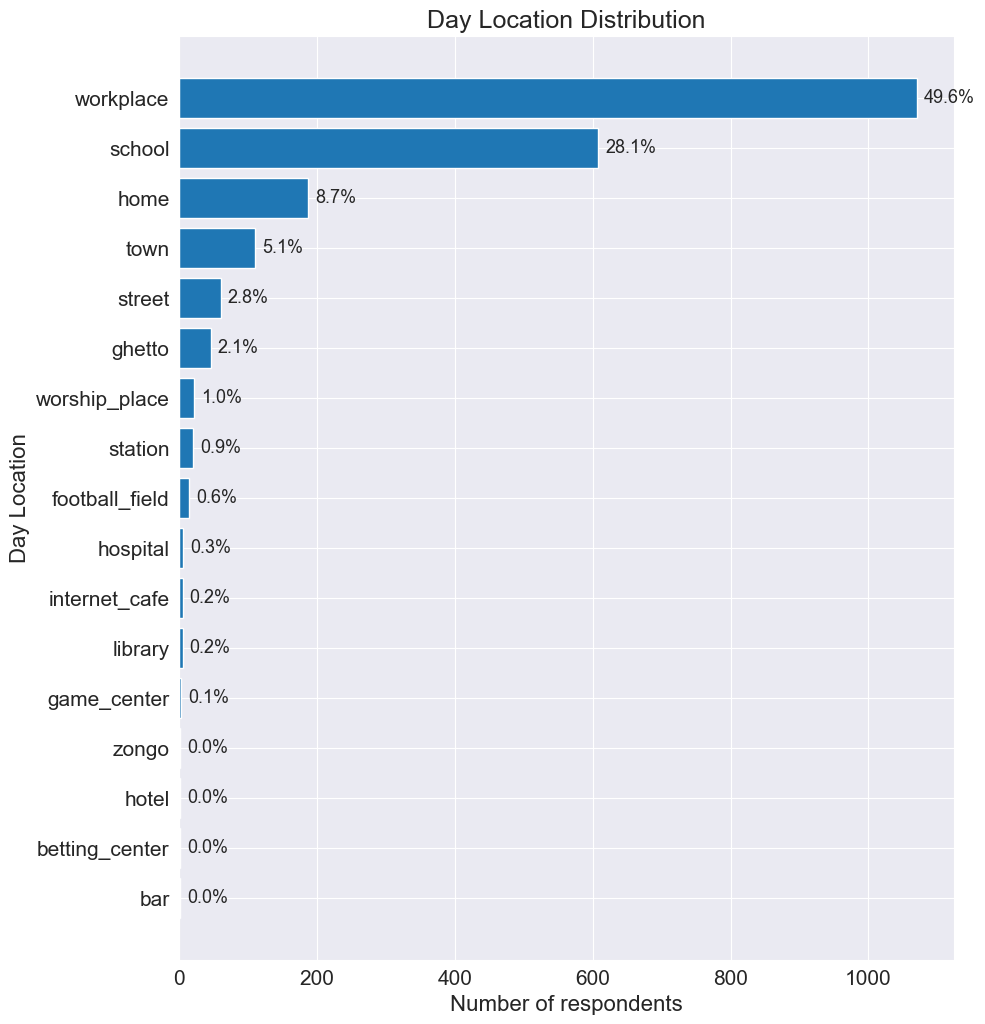 Day Location Distribution
workplace 49.6%
school 28.1%
home 8.7%
town 5.1%
street 2.8%
ghetto 2.1%
worship_place 1.0%
station 0.9%
football_field 0.6%
hospital 0.3%
internet_cafe 0.2%
library 0.2%
game_center 0.1%
zongo 0.0%
hotel 0.0%
betting_center 0.0%
bar 0.0%
Day Location
0 200 400 600 800 1000
Number of respondents